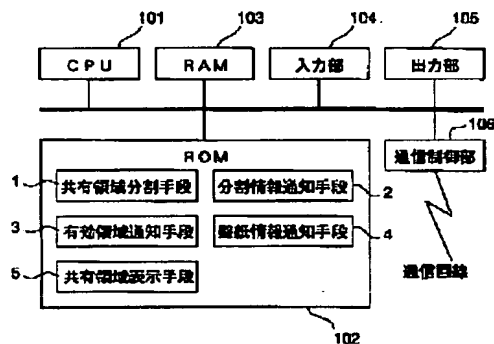 101
103
104
105
CPU
RAM
入力部
出力部
106
ROM
通信制御部
1
共有領域分割手段
分割情報通知手段
2
3
有効領域通知手段
壁紙情報通知手段
4
5
共有領域表示手段
通信回線
102